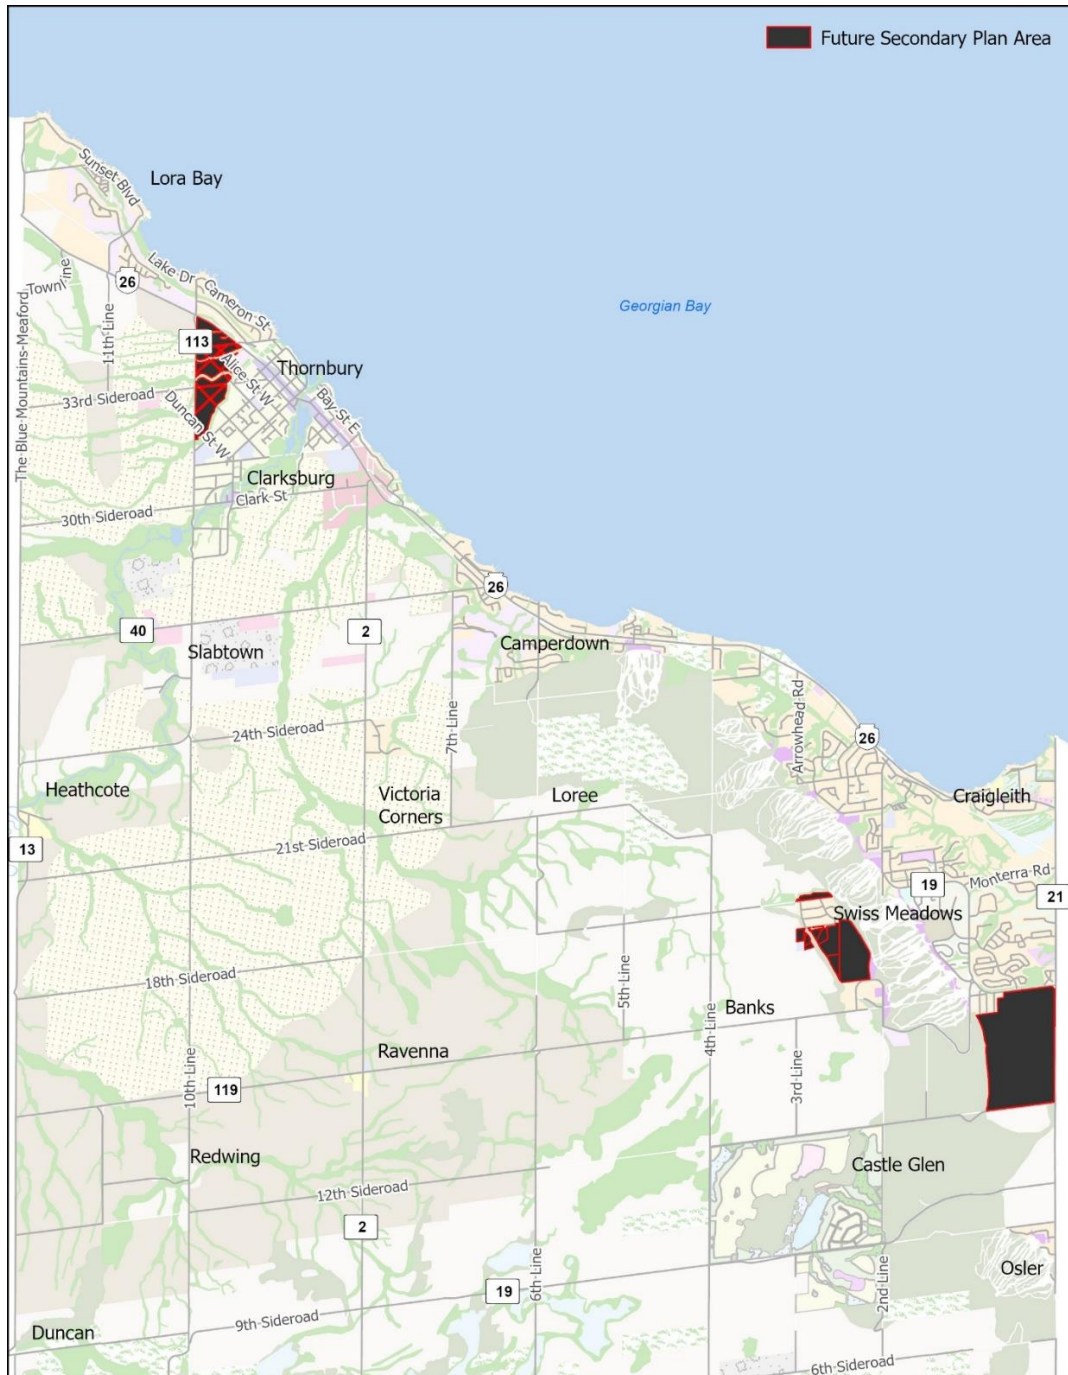 Future Secondary Plan Area
Sunset Blvd
Lora Bay
Lake Dr
Cameron St
26
Georgian Bay
The Blue Mountains-Meaford
11th Line
113
Alice St W
Thornbury
33rd Sideroad
Duncan St W
Bay St E
Clarksburg
Clark St
30th Sideroad
26
40
2
Slabtown
Camperdown
7th Line
Arrowhead Rd
24th Sideroad
26
Heathcote
Victoria
Corners
Loree
Craigleith
13
21st Sideroad
Monterra Rd
19
21
Swiss Meadows
18th Sideroad
5th Line
Banks
4th Line
Ravenna
10th Line
119
3rd Line
Redwing
Castle Glen
12th Sideroad
2
6th Line
2nd Line
Osler
19
9th Sideroad
Duncan
6th Sideroad